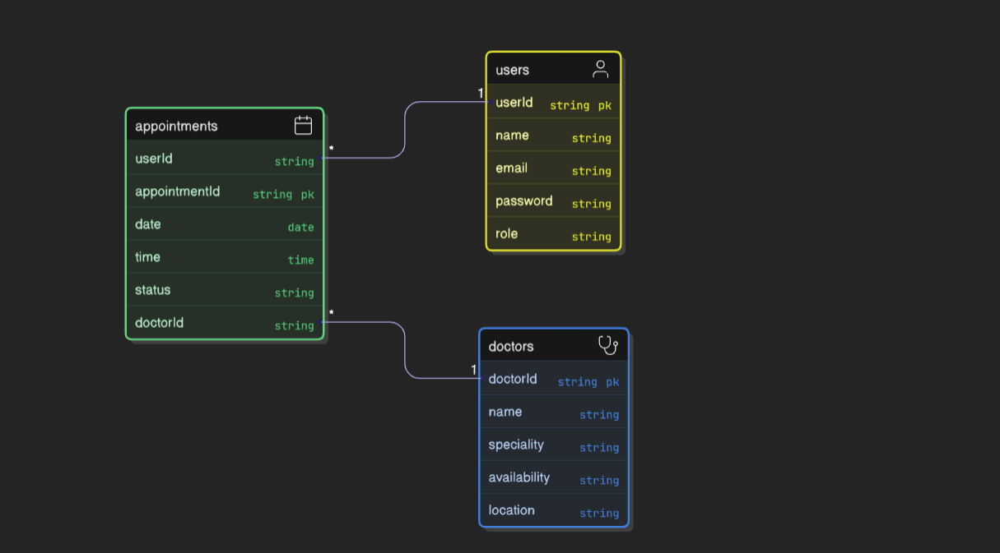 appointments
userId string
appointmentId string pk
date date
time time
status string
doctorId string
*
*
1
users
userId string pk
name string
email string
password string
role string
1
doctors
doctorId string pk
name string
speciality string
availability string
location string